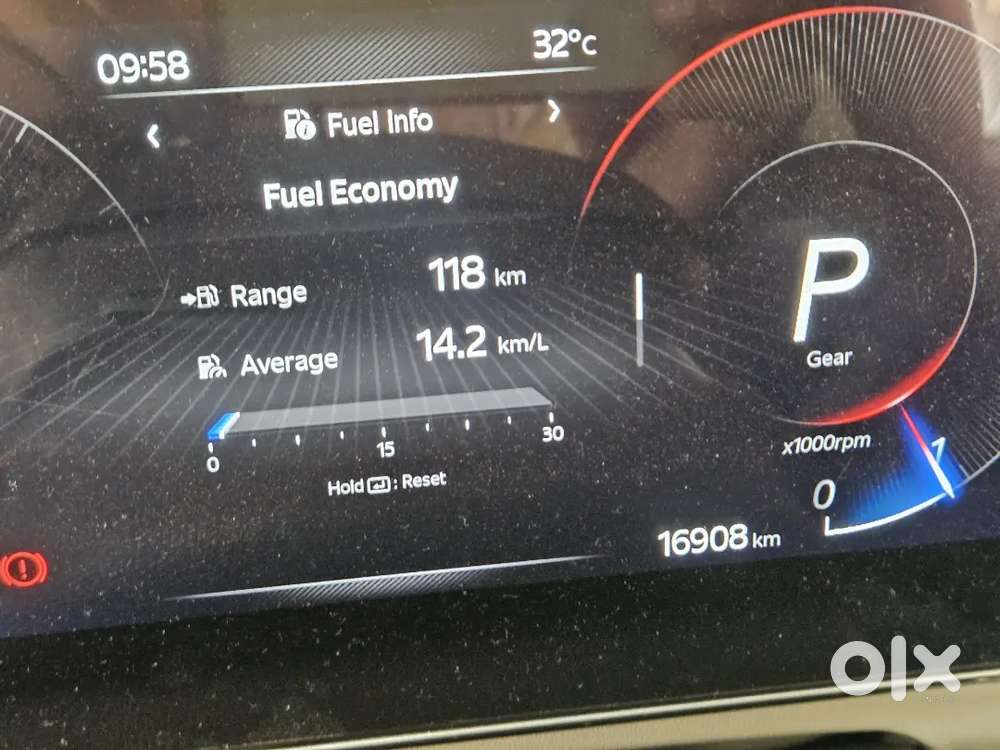 09:58 32°C
Fuel Info
Fuel Economy
Range 118 km
Average 14.2 km/L
0 15 30
Hold : Reset
P
Gear
x1000rpm
0 1
16908 km
!
olx